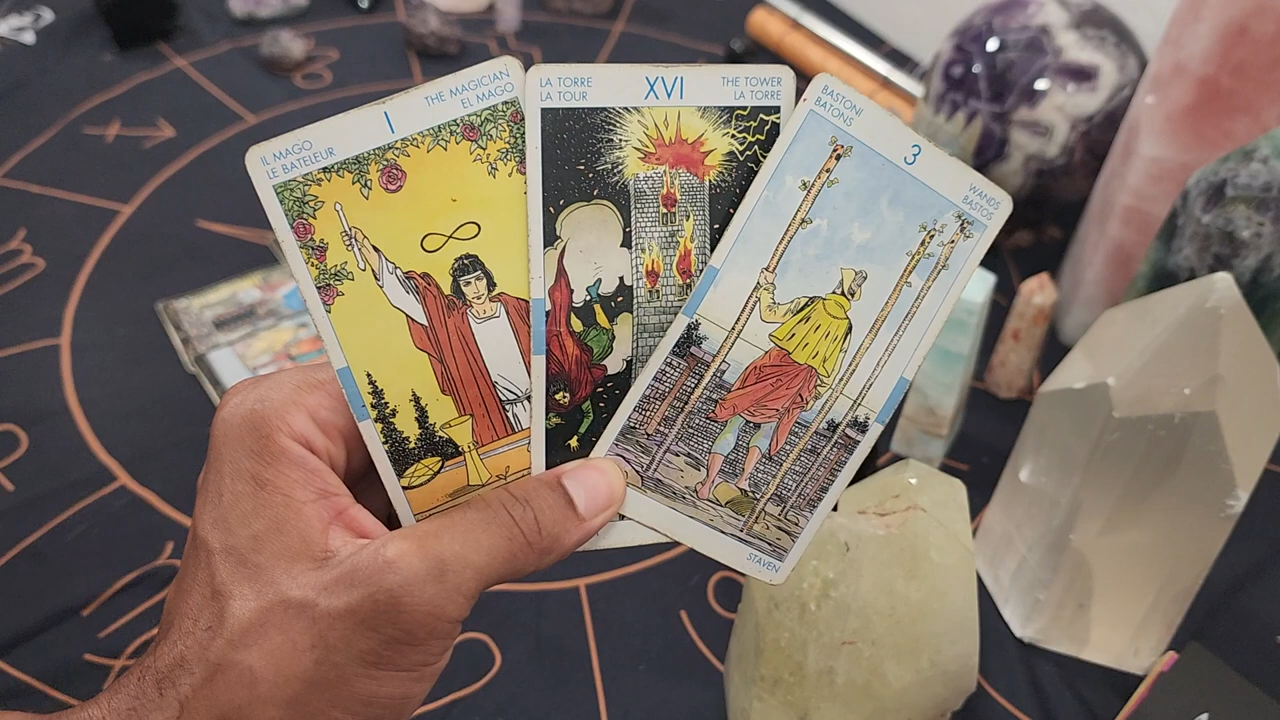 IL MAGO
LE BATELEUR
I
THE MAGICIAN
EL MAGO
LA TORRE
LA TOUR
XVI
THE TOWER
LA TORRE
BASTONI
BATONS
3
WANDS
BASTOS
STAVEN